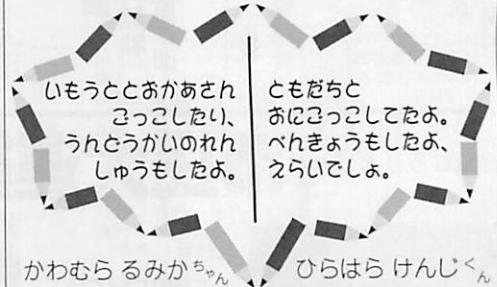 いもうととおかあさん
ごっこしたり、
うんとうかいのれん
しゅうもしたよ。
ともだちと
おにごっこしてたよ。
べんきょうもしたよ、
えらいでしょ。
かわむら るみかちゃん
ひらはら けんじくん